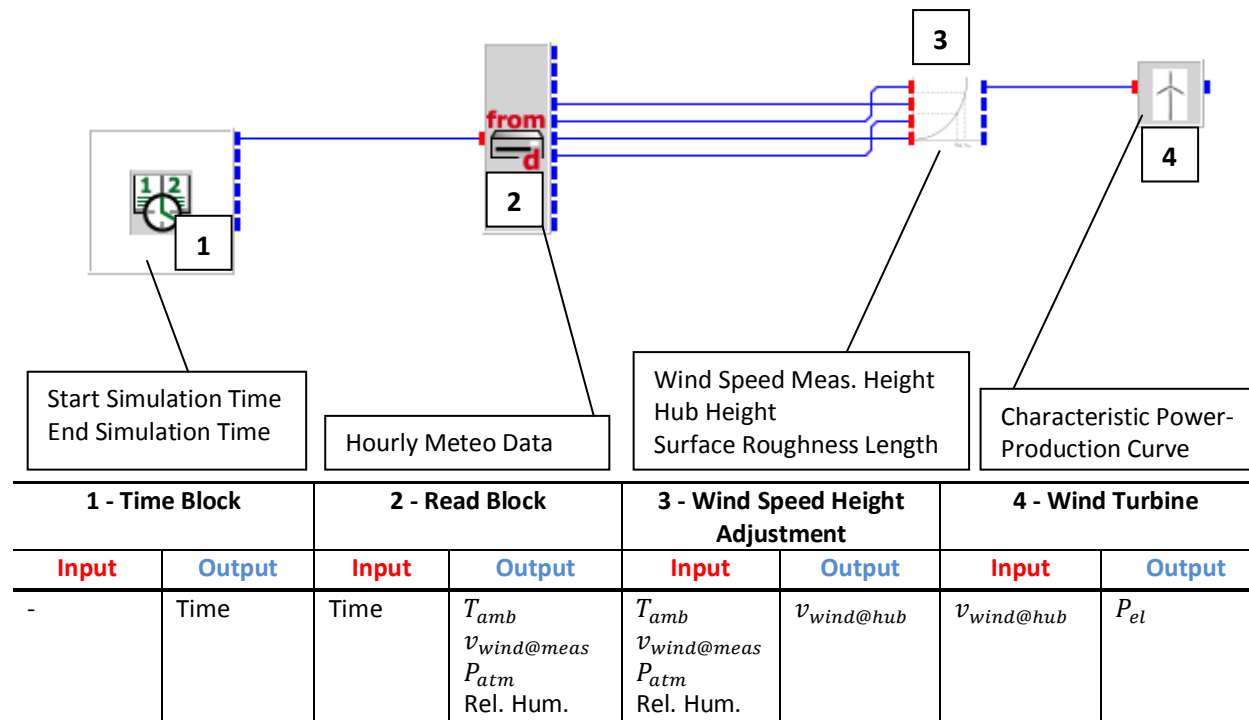 3
from
d
1 2
2
4
1
Start Simulation Time
End Simulation Time
Hourly Meteo Data
Wind Speed Meas. Height
Hub Height
Surface Roughness Length
Characteristic Power-
Production Curve
1 - Time Block 2 - Read Block 3 - Wind Speed Height Adjustment 4 - Wind Turbine
Input Output Input Output Input Output Input Output
- Time Time T_amb T_amb v_wind@hub v_wind@hub P_el
v_wind@meas v_wind@meas
P_atm P_atm
Rel. Hum. Rel. Hum.